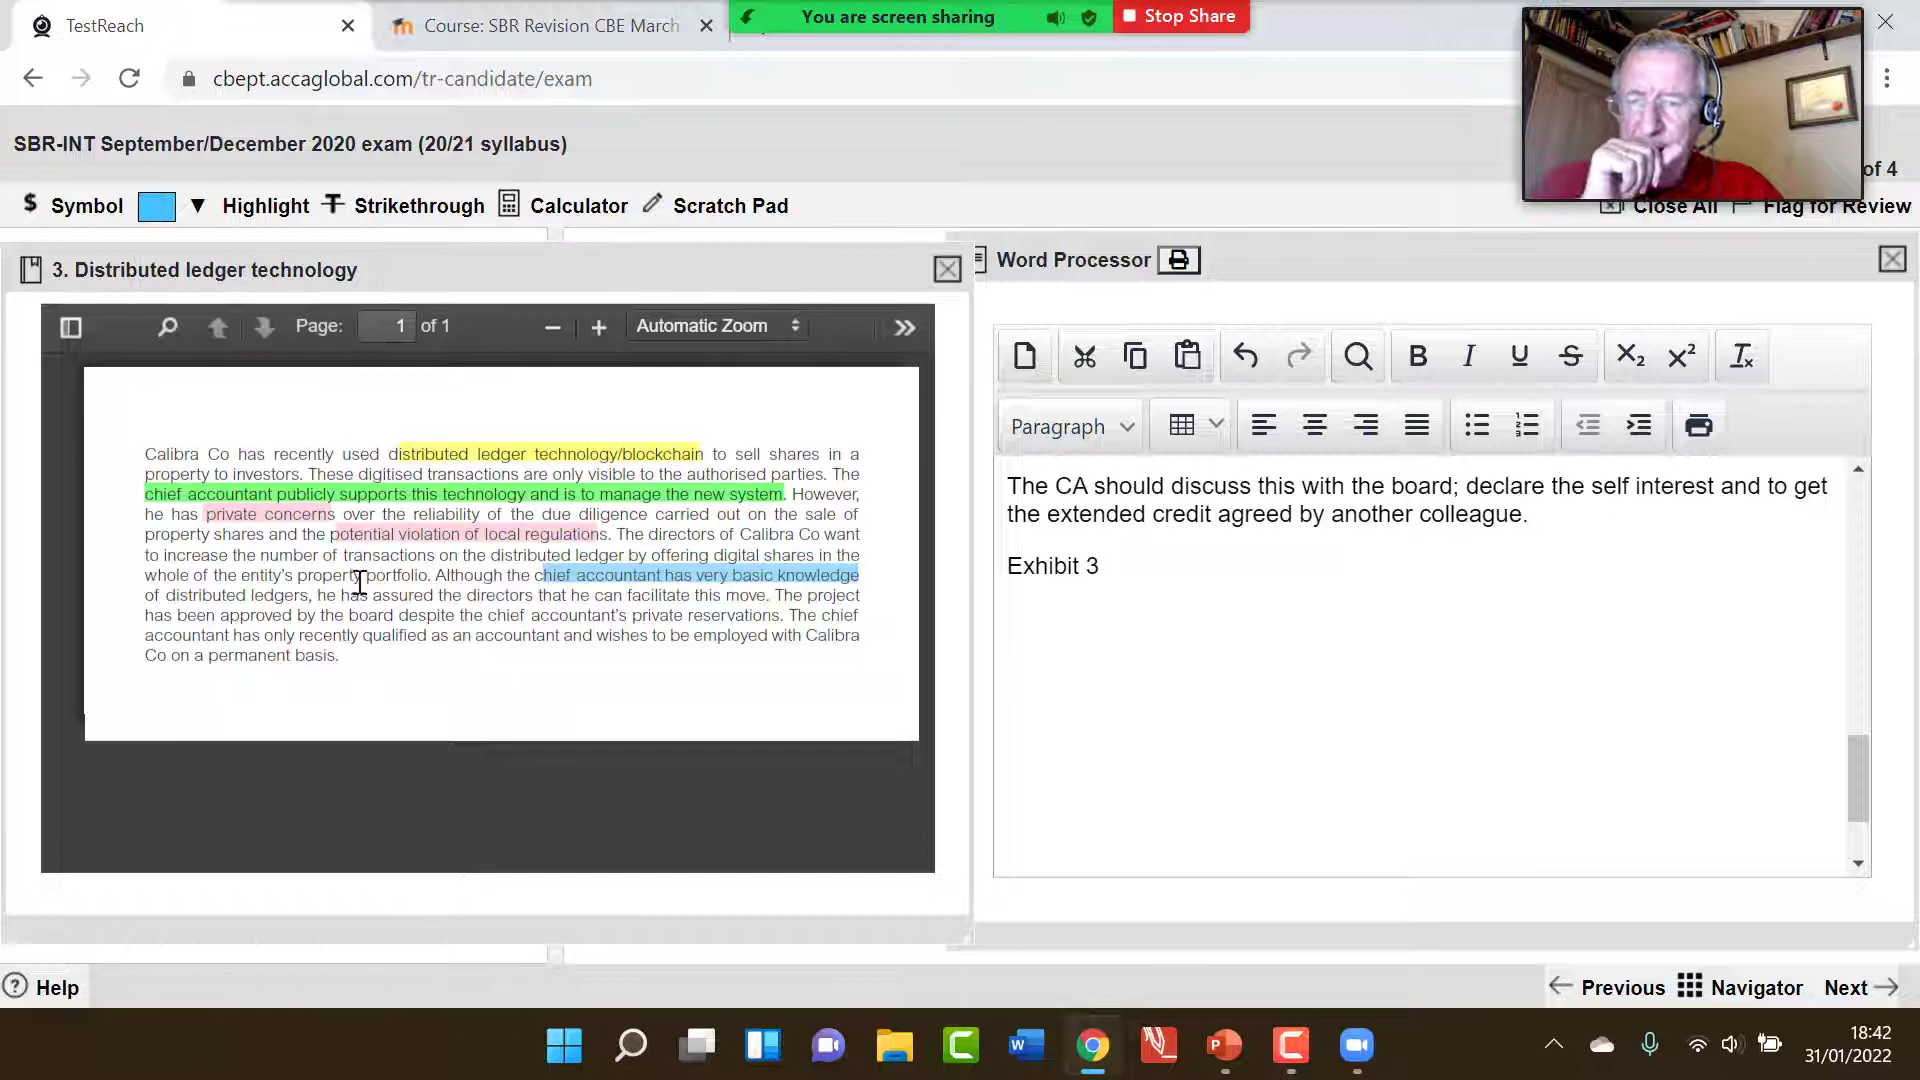 TestReach
Course: SBR Revision CBE March
You are screen sharing
Stop Share
cbept.accaglobal.com/tr-candidate/exam
SBR-INT September/December 2020 exam (20/21 syllabus)
of 4
$ Symbol
Highlight
T Strikethrough
Calculator
Scratch Pad
Close All
Flag for Review
3. Distributed ledger technology
Page: 1 of 1
Automatic Zoom
Calibra Co has recently used distributed ledger technology/blockchain to sell shares in a
property to investors. These digitised transactions are only visible to the authorised parties. The
chief accountant publicly supports this technology and is to manage the new system. However,
he has private concerns over the reliability of the due diligence carried out on the sale of
property shares and the potential violation of local regulations. The directors of Calibra Co want
to increase the number of transactions on the distributed ledger by offering digital shares in the
whole of the entity's property portfolio. Although the chief accountant has very basic knowledge
of distributed ledgers, he has assured the directors that he can facilitate this move. The project
has been approved by the board despite the chief accountant's private reservations. The chief
accountant has only recently qualified as an accountant and wishes to be employed with Calibra
Co on a permanent basis.
Word Processor
B I U S X₂ X² Tx
Paragraph
The CA should discuss this with the board; declare the self interest and to get
the extended credit agreed by another colleague.
Exhibit 3
? Help
Previous
Navigator
Next
W
P
18:42
31/01/2022